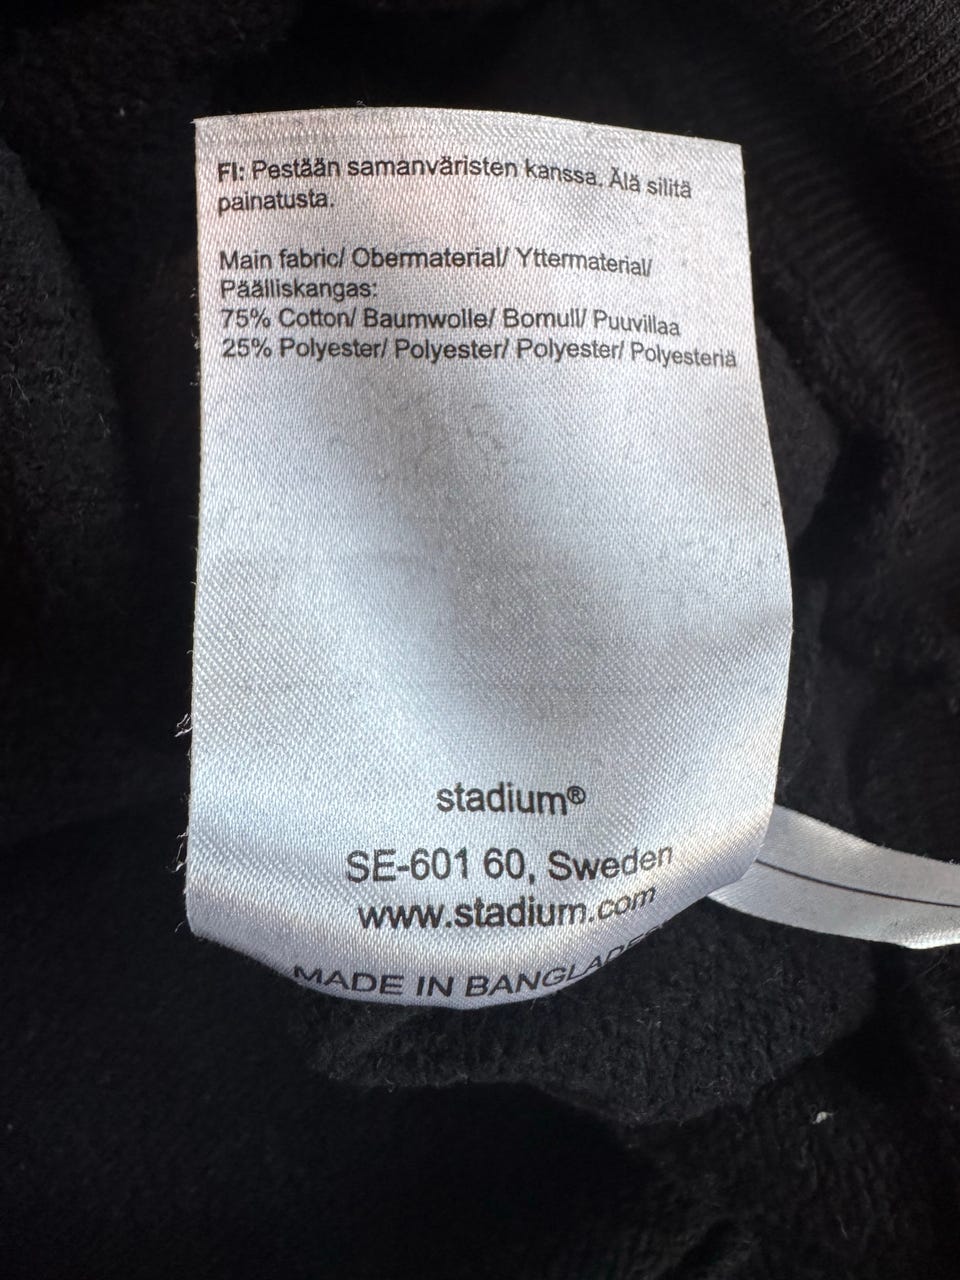 FI: Pestään samanväristen kanssa. Älä silitä
painatusta.
Main fabric/ Obermaterial/ Yttermaterial/
Päälliskangas:
75% Cotton/ Baumwolle/ Bomull/ Puuvillaa
25% Polyester/ Polyester/ Polyester/ Polyesteriä
stadium®
SE-601 60, Sweden
www.stadium.com
MADE IN BANGLADES